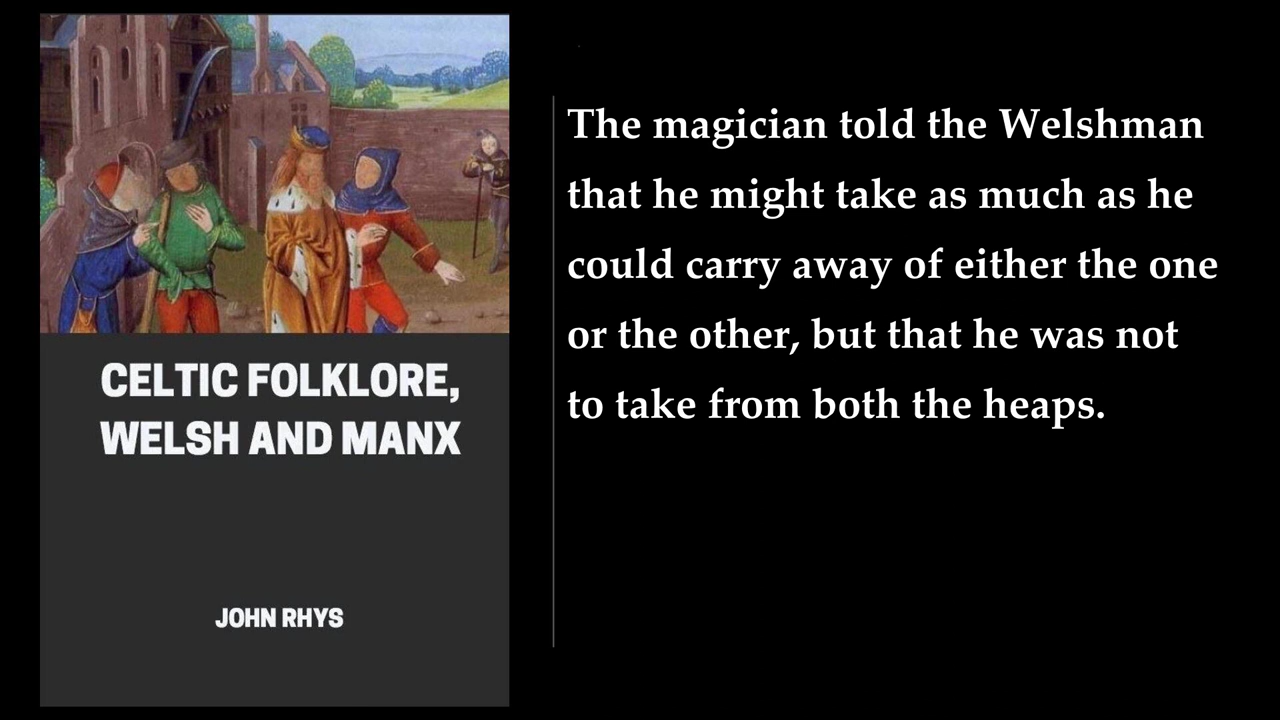 CELTIC FOLKLORE,
WELSH AND MANX
JOHN RHYS
The magician told the Welshman
that he might take as much as he
could carry away of either the one
or the other, but that he was not
to take from both the heaps.